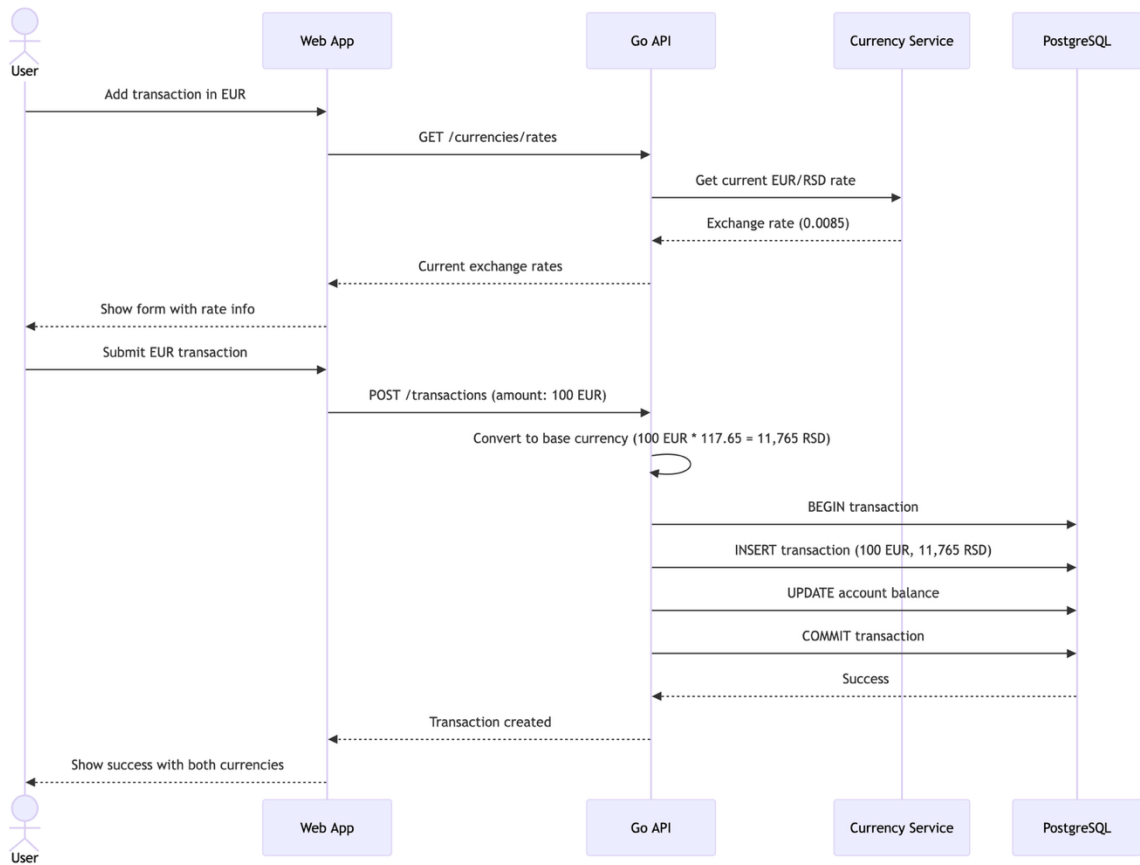 User
Web App
Go API
Currency Service
PostgreSQL
Add transaction in EUR
GET /currencies/rates
Get current EUR/RSD rate
Exchange rate (0.0085)
Current exchange rates
Show form with rate info
Submit EUR transaction
POST /transactions (amount: 100 EUR)
Convert to base currency (100 EUR * 117.65 = 11,765 RSD)
BEGIN transaction
INSERT transaction (100 EUR, 11,765 RSD)
UPDATE account balance
COMMIT transaction
Success
Transaction created
Show success with both currencies
User
Web App
Go API
Currency Service
PostgreSQL